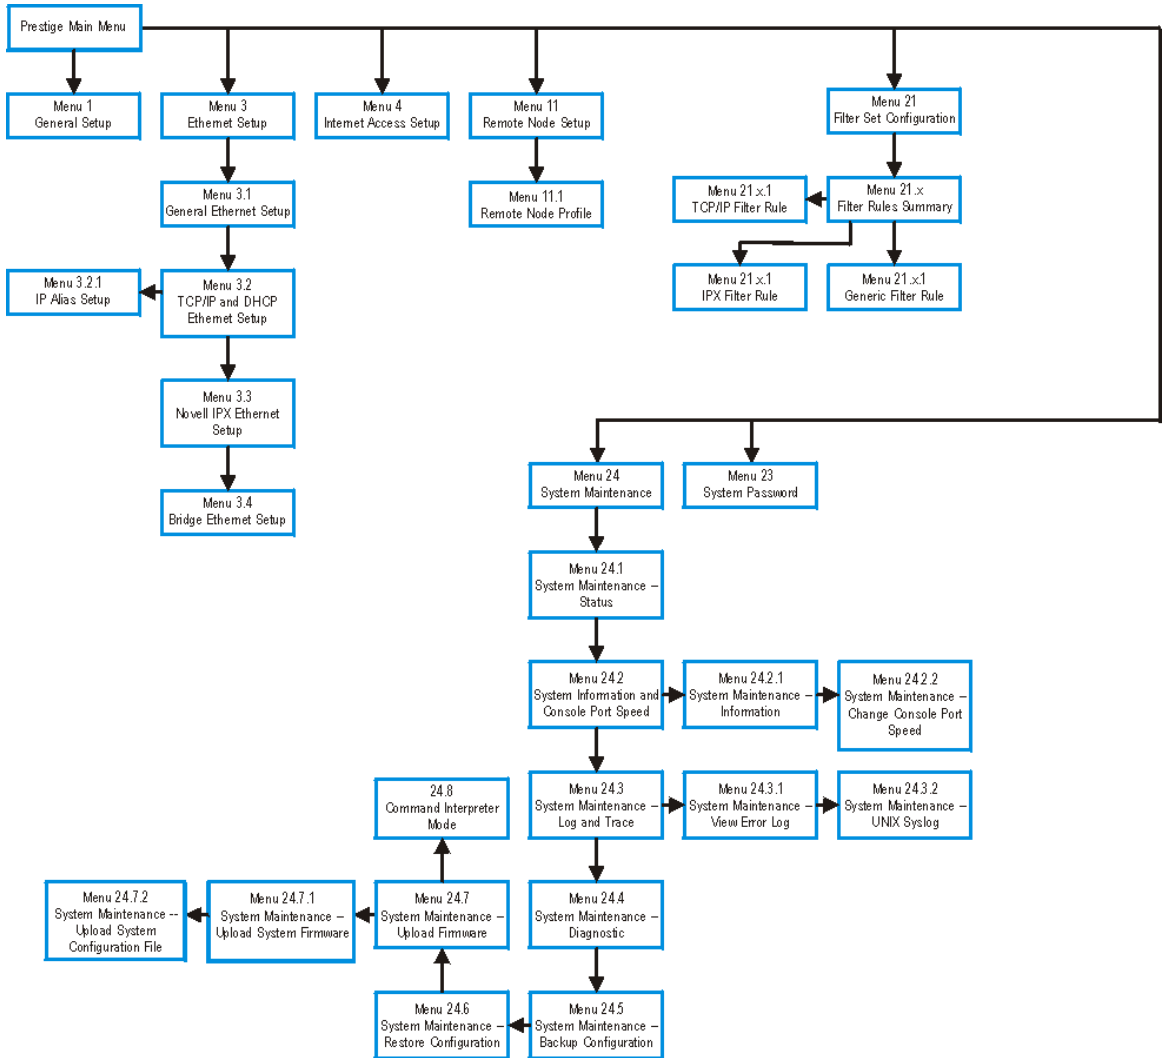 Prestige Main Menu
Menu 1
General Setup
Menu 3
Ethernet Setup
Menu 4
Internet Access Setup
Menu 11
Remote Node Setup
Menu 21
Filter Set Configuration
Menu 3.1
General Ethernet Setup
Menu 11.1
Remote Node Profile
Menu 21.x.1
TCP/IP Filter Rule
Menu 21.x
Filter Rules Summary
Menu 3.2.1
IP Alias Setup
Menu 3.2
TCP/IP and DHCP
Ethernet Setup
Menu 21.x.1
IPX Filter Rule
Menu 21.x.1
Generic Filter Rule
Menu 3.3
Novell IPX Ethernet
Setup
Menu 3.4
Bridge Ethernet Setup
Menu 24
System Maintenance
Menu 23
System Password
Menu 24.1
System Maintenance –
Status
Menu 24.2
System Information and
Console Port Speed
Menu 24.2.1
System Maintenance –
Information
Menu 24.2.2
System Maintenance –
Change Console Port
Speed
24.8
Command Interpreter
Mode
Menu 24.3
System Maintenance –
Log and Trace
Menu 24.3.1
System Maintenance –
View Error Log
Menu 24.3.2
System Maintenance –
UNIX Syslog
Menu 24.7.2
System Maintenance --
Upload System
Configuration File
Menu 24.7.1
System Maintenance –
Upload System Firmware
Menu 24.7
System Maintenance –
Upload Firmware
Menu 24.4
System Maintenance –
Diagnostic
Menu 24.6
System Maintenance –
Restore Configuration
Menu 24.5
System Maintenance –
Backup Configuration